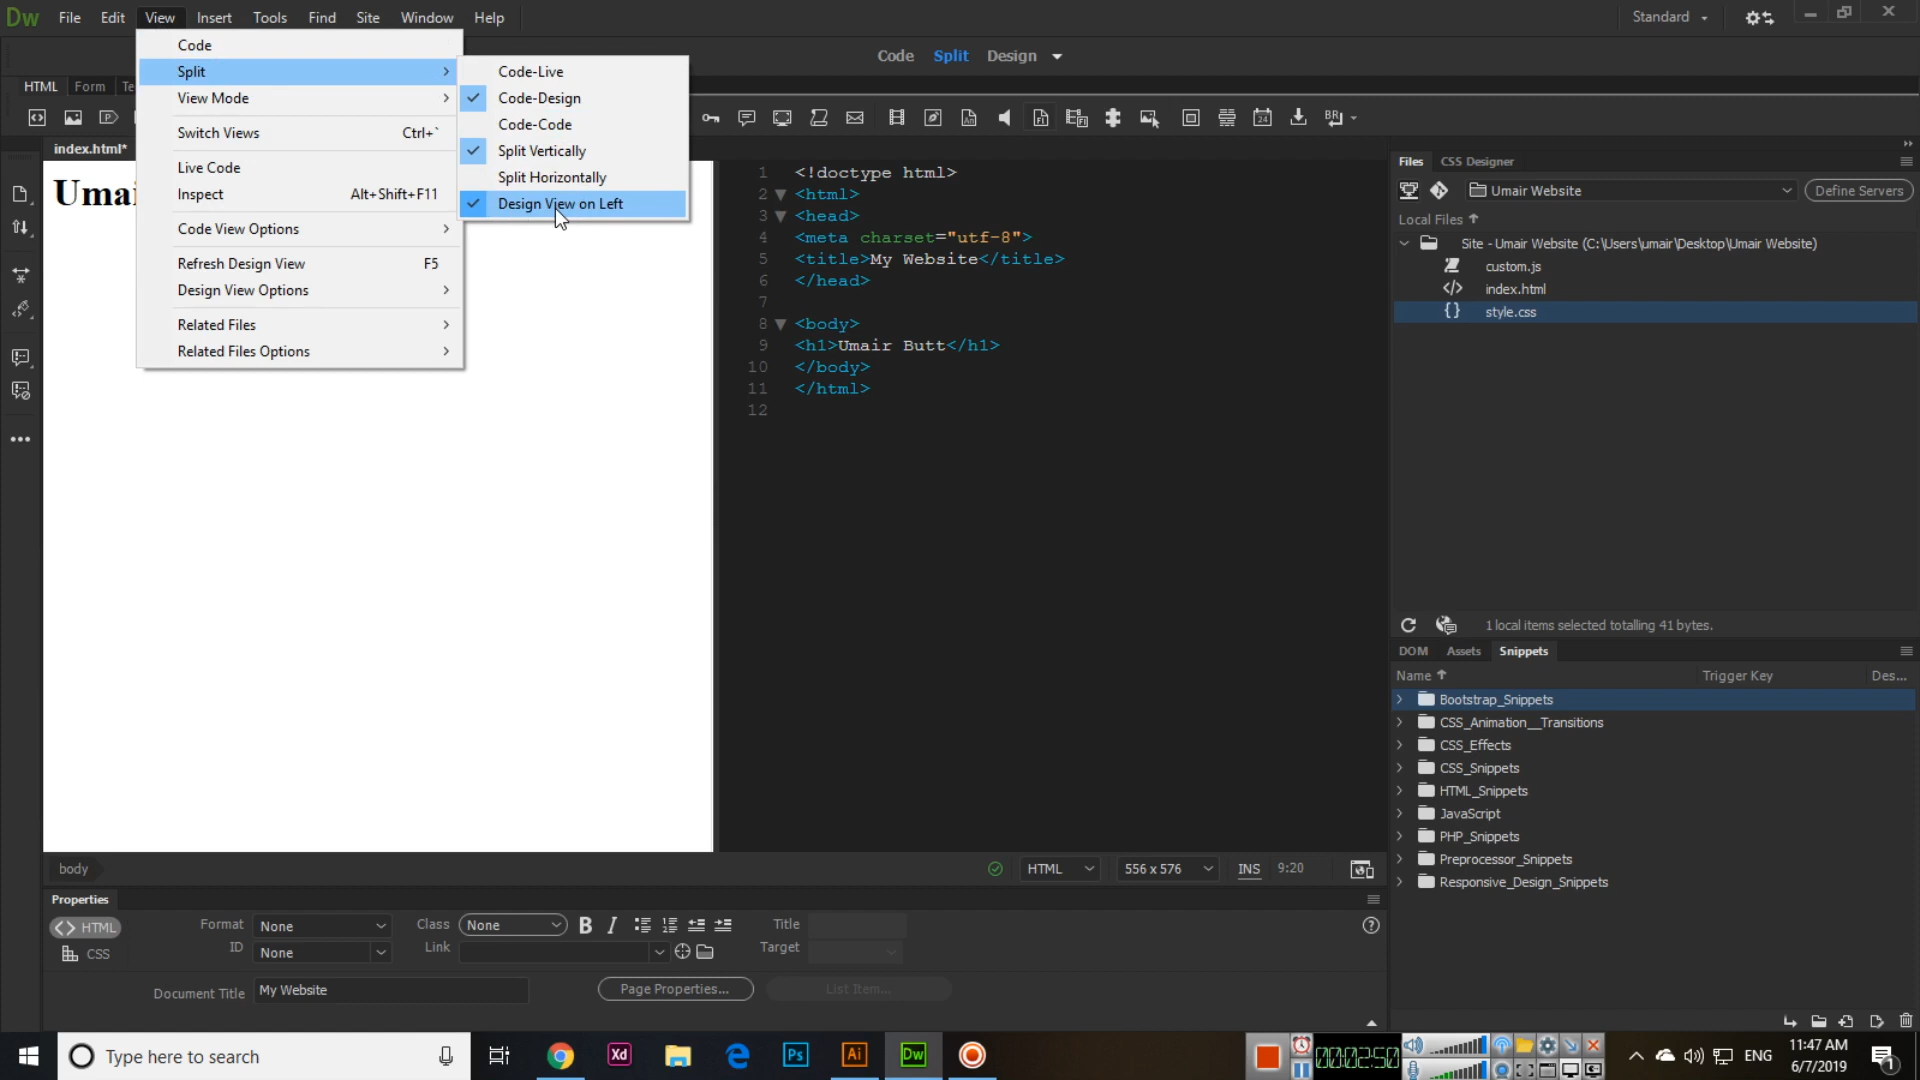 Dw File Edit View Insert Tools Find Site Window Help
Standard
Code Split Design
HTML Form Te
index.html*
Umai
Code
Split
View Mode
Switch Views Ctrl+`
Live Code
Inspect Alt+Shift+F11
Code View Options
Refresh Design View F5
Design View Options
Related Files
Related Files Options
Code-Live
Code-Design
Code-Code
Split Vertically
Split Horizontally
Design View on Left
1 <!doctype html>
2 <html>
3 <head>
4 <meta charset="utf-8">
5 <title>My Website</title>
6 </head>
7
8 <body>
9 <h1>Umair Butt</h1>
10 </body>
11 </html>
12
Files CSS Designer
Umair Website Define Servers
Local Files
Site - Umair Website (C:\Users\umair\Desktop\Umair Website)
custom.js
index.html
style.css
1 local items selected totalling 41 bytes.
DOM Assets Snippets
Name Trigger Key Des...
Bootstrap_Snippets
CSS_Animation__Transitions
CSS_Effects
CSS_Snippets
HTML_Snippets
JavaScript
PHP_Snippets
Preprocessor_Snippets
Responsive_Design_Snippets
body HTML 556 x 576 INS 9:20
Properties
HTML Format None Class None B I Title
CSS ID None Link Target
Document Title My Website Page Properties... List Item...
Type here to search
Xd Ps Ai Dw
00:02:50
ENG
11:47 AM
6/7/2019
1